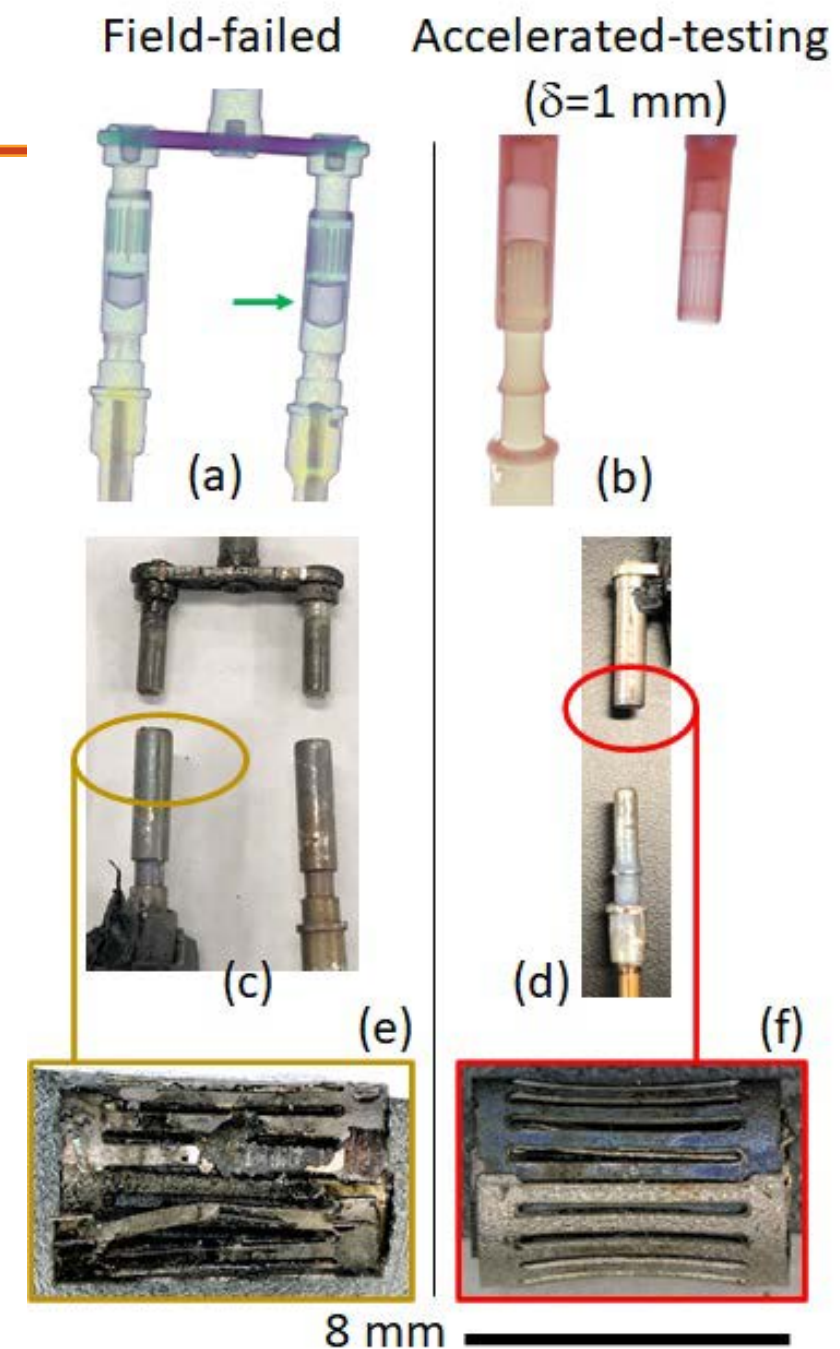 Field-failed
Accelerated-testing
(δ=1 mm)
(a)
(b)
(c)
(d)
(e)
(f)
8 mm